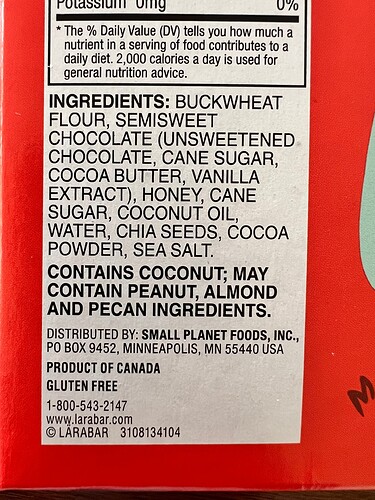 Potassium 0mg 0%
* The % Daily Value (DV) tells you how much a
nutrient in a serving of food contributes to a
daily diet. 2,000 calories a day is used for
general nutrition advice.
INGREDIENTS: BUCKWHEAT
FLOUR, SEMISWEET
CHOCOLATE (UNSWEETENED
CHOCOLATE, CANE SUGAR,
COCOA BUTTER, VANILLA
EXTRACT), HONEY, CANE
SUGAR, COCONUT OIL,
WATER, CHIA SEEDS, COCOA
POWDER, SEA SALT.
CONTAINS COCONUT; MAY
CONTAIN PEANUT, ALMOND
AND PECAN INGREDIENTS.
DISTRIBUTED BY: SMALL PLANET FOODS, INC.,
PO BOX 9452, MINNEAPOLIS, MN 55440 USA
PRODUCT OF CANADA
GLUTEN FREE
1-800-543-2147
www.larabar.com
© LÄRABAR 3108134104